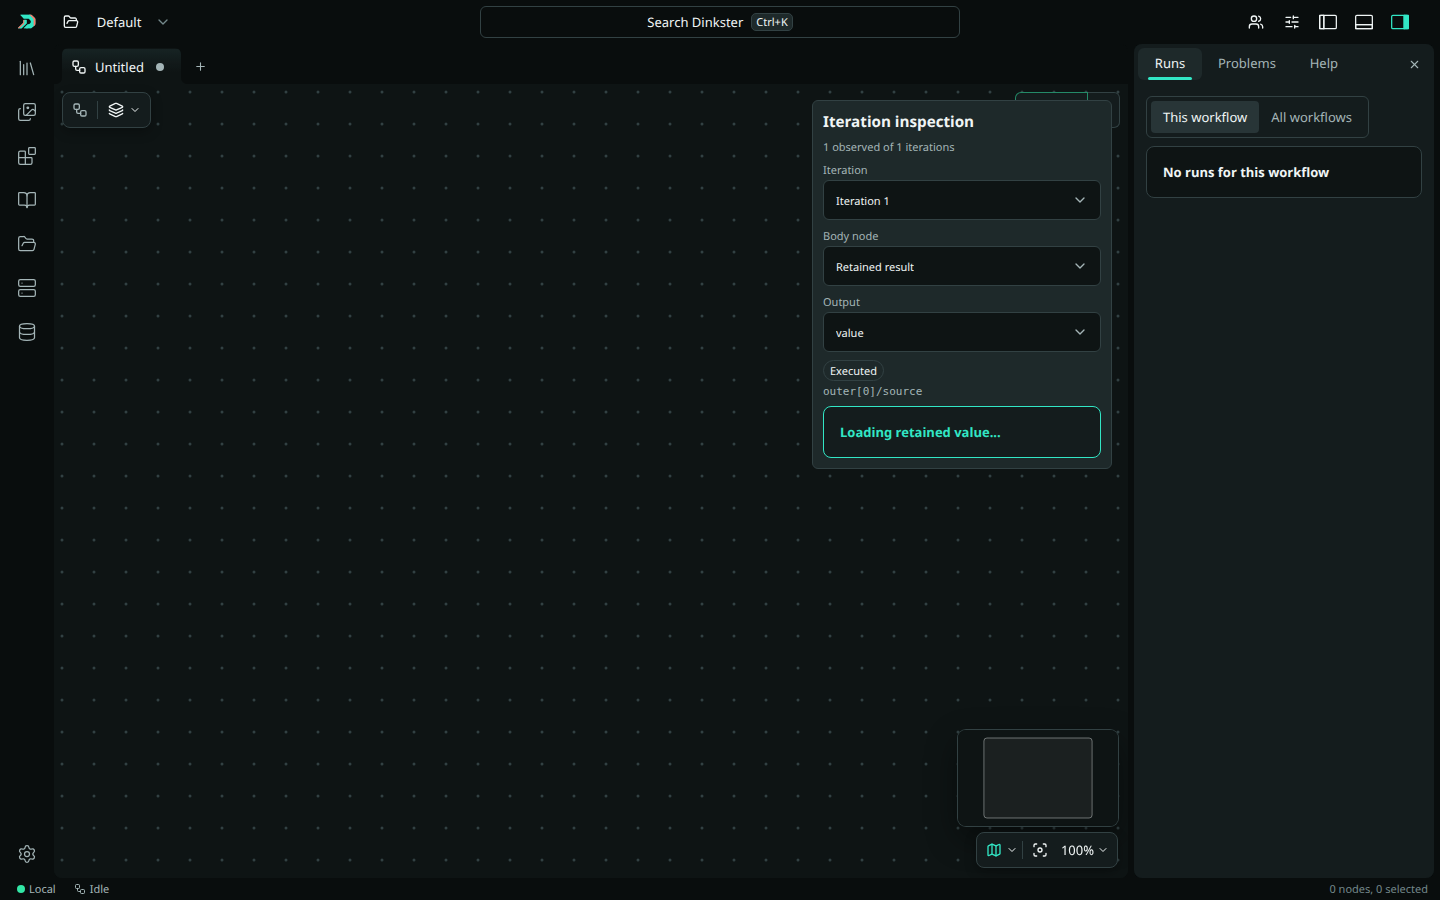 Default
Search Dinkster Ctrl+K
Untitled
Runs Problems Help
This workflow All workflows
No runs for this workflow
Iteration inspection
1 observed of 1 iterations
Iteration
Iteration 1
Body node
Retained result
Output
value
Executed
outer[0]/source
Loading retained value...
100%
Local Idle
0 nodes, 0 selected